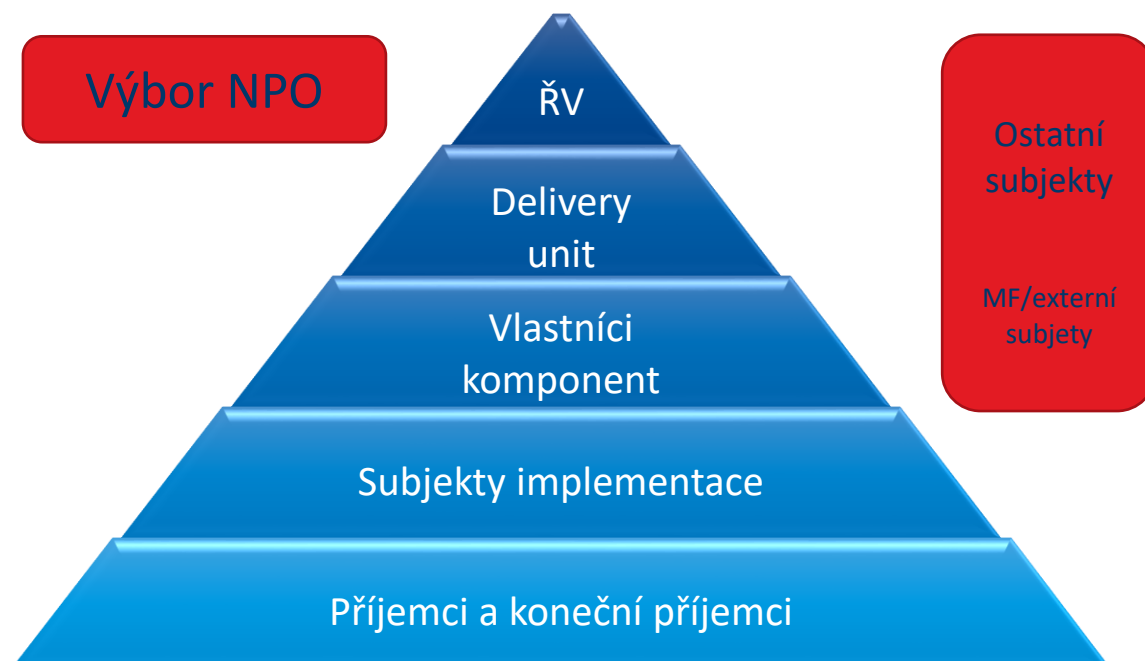 Výbor NPO
ŘV
Delivery
unit
Vlastníci
komponent
Subjekty implementace
Příjemci a koneční příjemci
Ostatní
subjekty
MF/externí
subjety